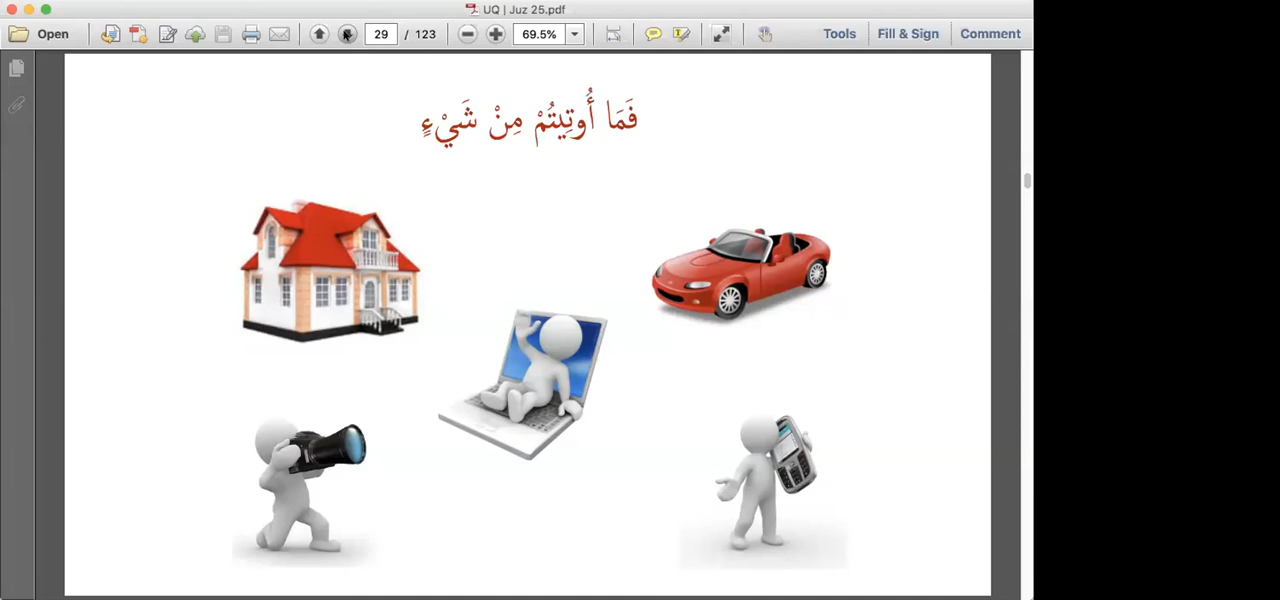 UQ | Juz 25.pdf
Open 29 / 123 69.5% Tools Fill & Sign Comment
فَمَا أُوتِيتُمْ مِنْ شَيْءٍ